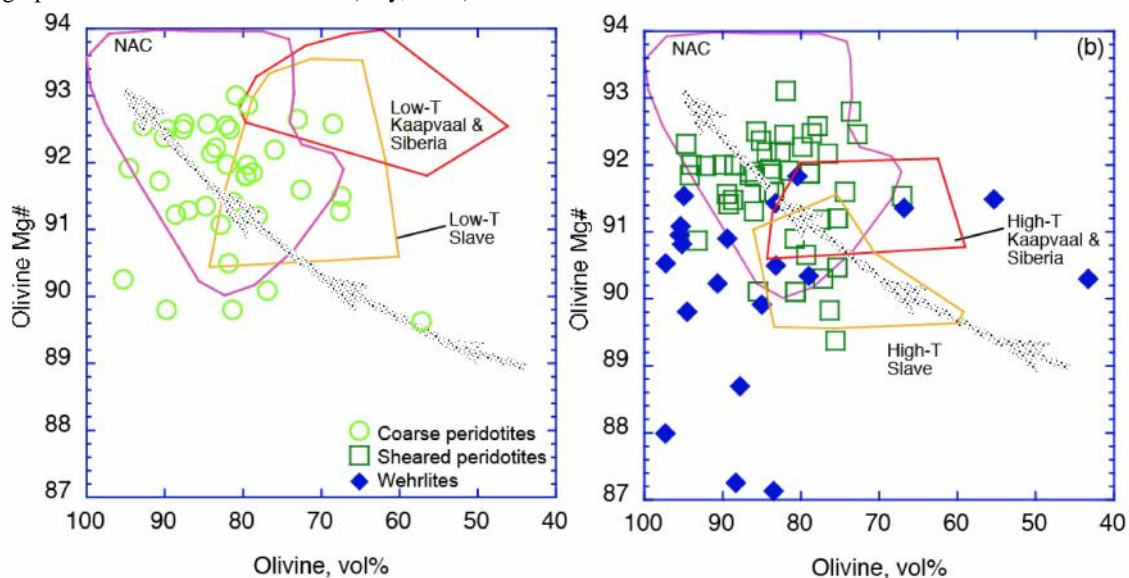 94
93
92
91
90
89
88
87
Olivine Mg#
NAC
Low-T
Kaapvaal &
Siberia
Low-T
Slave
Coarse peridotites
Sheared peridotites
Wehrlites
100 90 80 70 60 50 40
Olivine, vol%
94
93
92
91
90
89
88
87
Olivine Mg#
NAC
(b)
High-T
Kaapvaal &
Siberia
High-T
Slave
100 90 80 70 60 50 40
Olivine, vol%